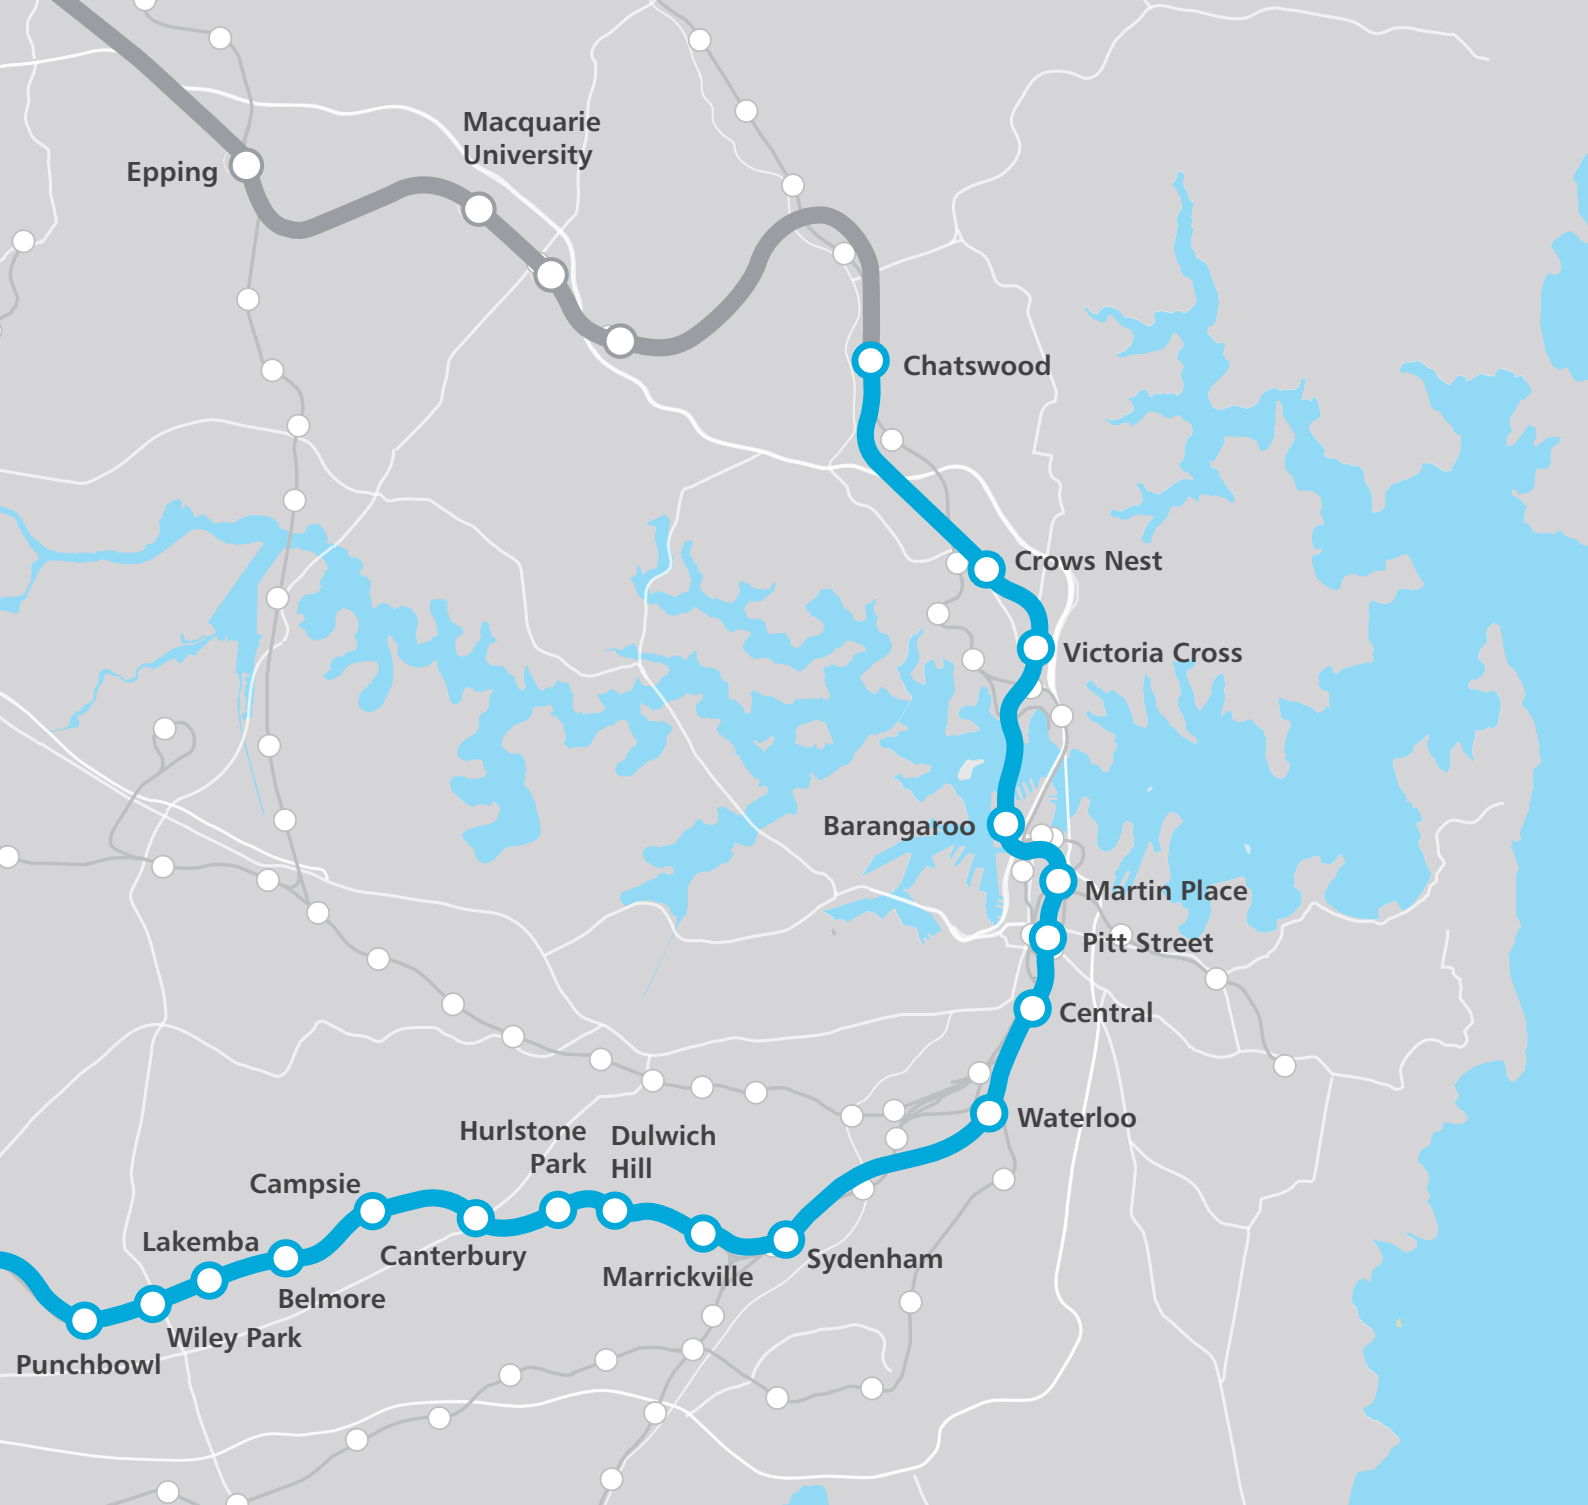 Macquarie
University
Epping
Chatswood
Crows Nest
Victoria Cross
Barangaroo
Martin Place
Pitt Street
Central
Waterloo
Hurlstone
Park
Dulwich
Hill
Campsie
Lakemba
Canterbury
Sydenham
Marrickville
Belmore
Wiley Park
Punchbowl